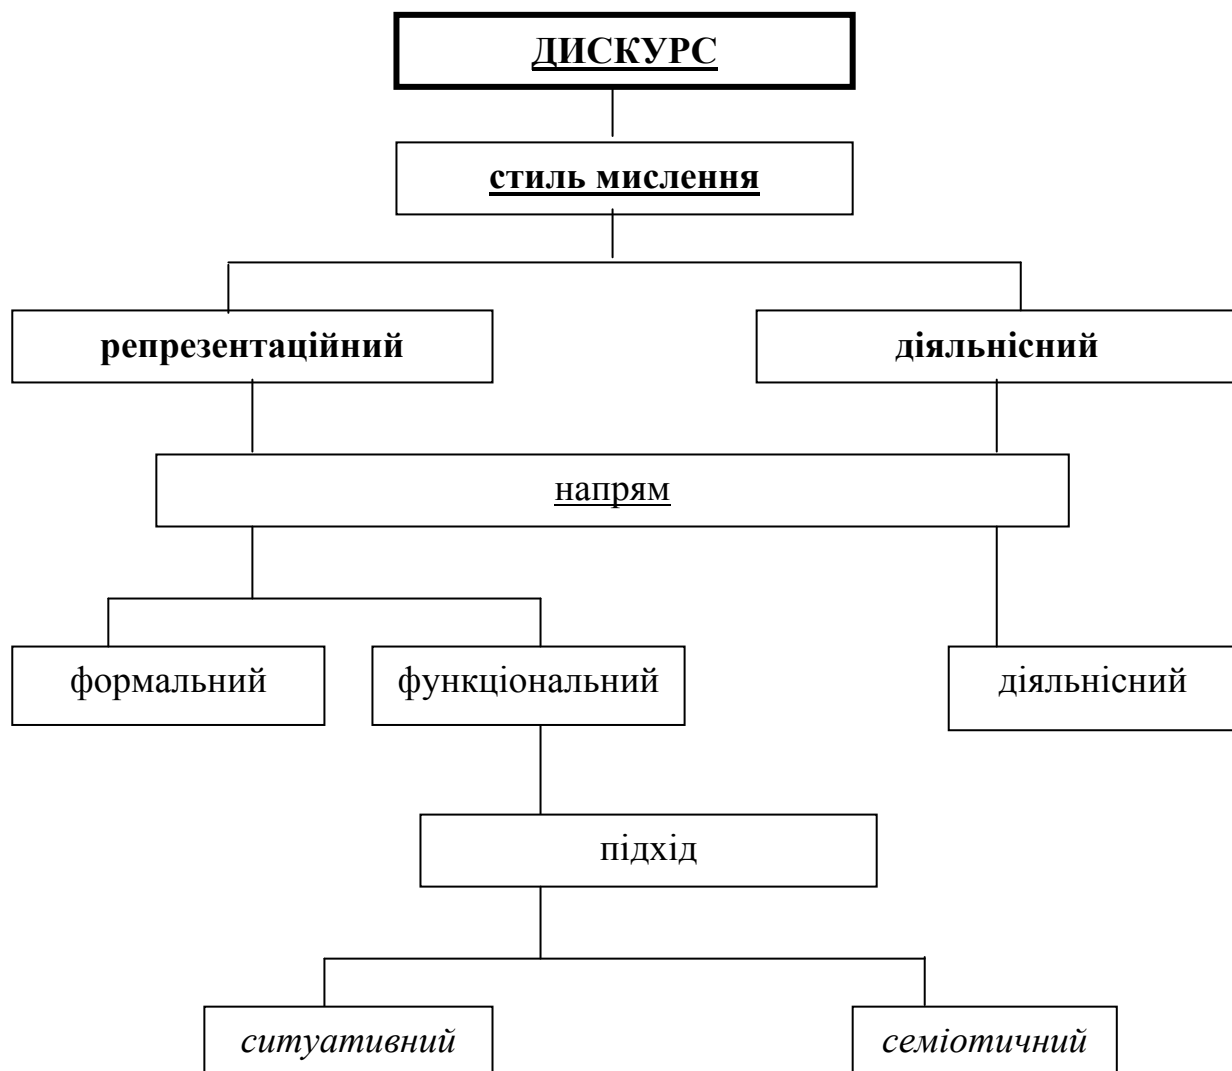 ДИСКУРС
стиль мислення
репрезентаційний
діяльнісний
напрям
формальний
функціональний
діяльнісний
підхід
ситуативний
семіотичний